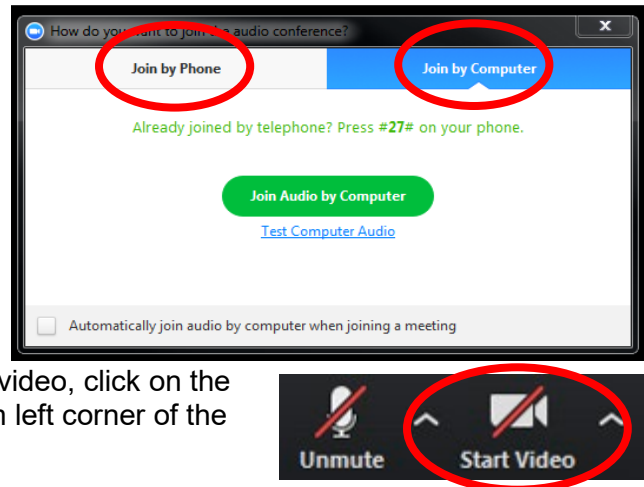 How do you want to join the audio conference?
x
Join by Phone
Join by Computer
Already joined by telephone? Press #27# on your phone.
Join Audio by Computer
Test Computer Audio
Automatically join audio by computer when joining a meeting
video, click on the
left corner of the
Unmute
Start Video